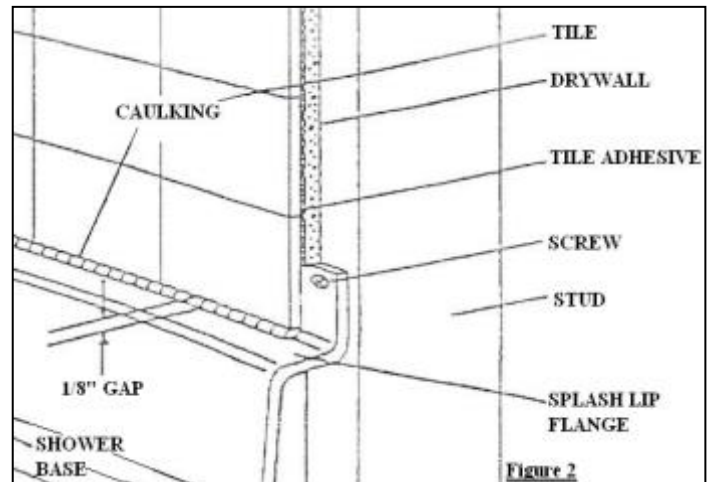 TILE
DRYWALL
CAULKING
TILE ADHESIVE
SCREW
STUD
1/8" GAP
SPLASH LIP
FLANGE
SHOWER
BASE
Figure 2